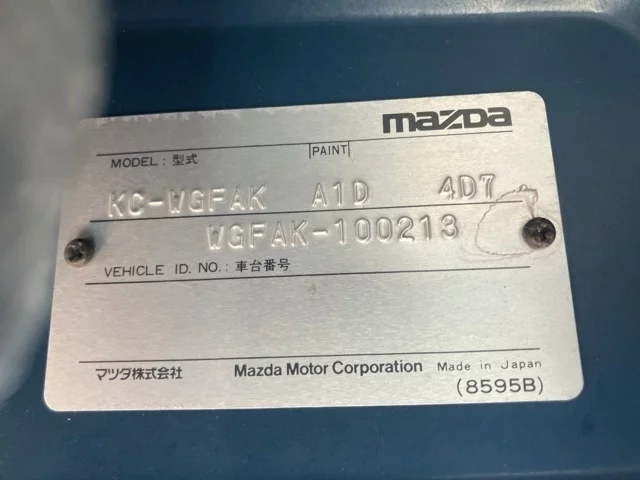 mazda
MODEL : 型式 PAINT
KC-WGFAK A1D 4D7
WGFAK-100213
VEHICLE ID. NO. : 車台番号
マツダ株式会社 Mazda Motor Corporation Made in Japan
(8595B)